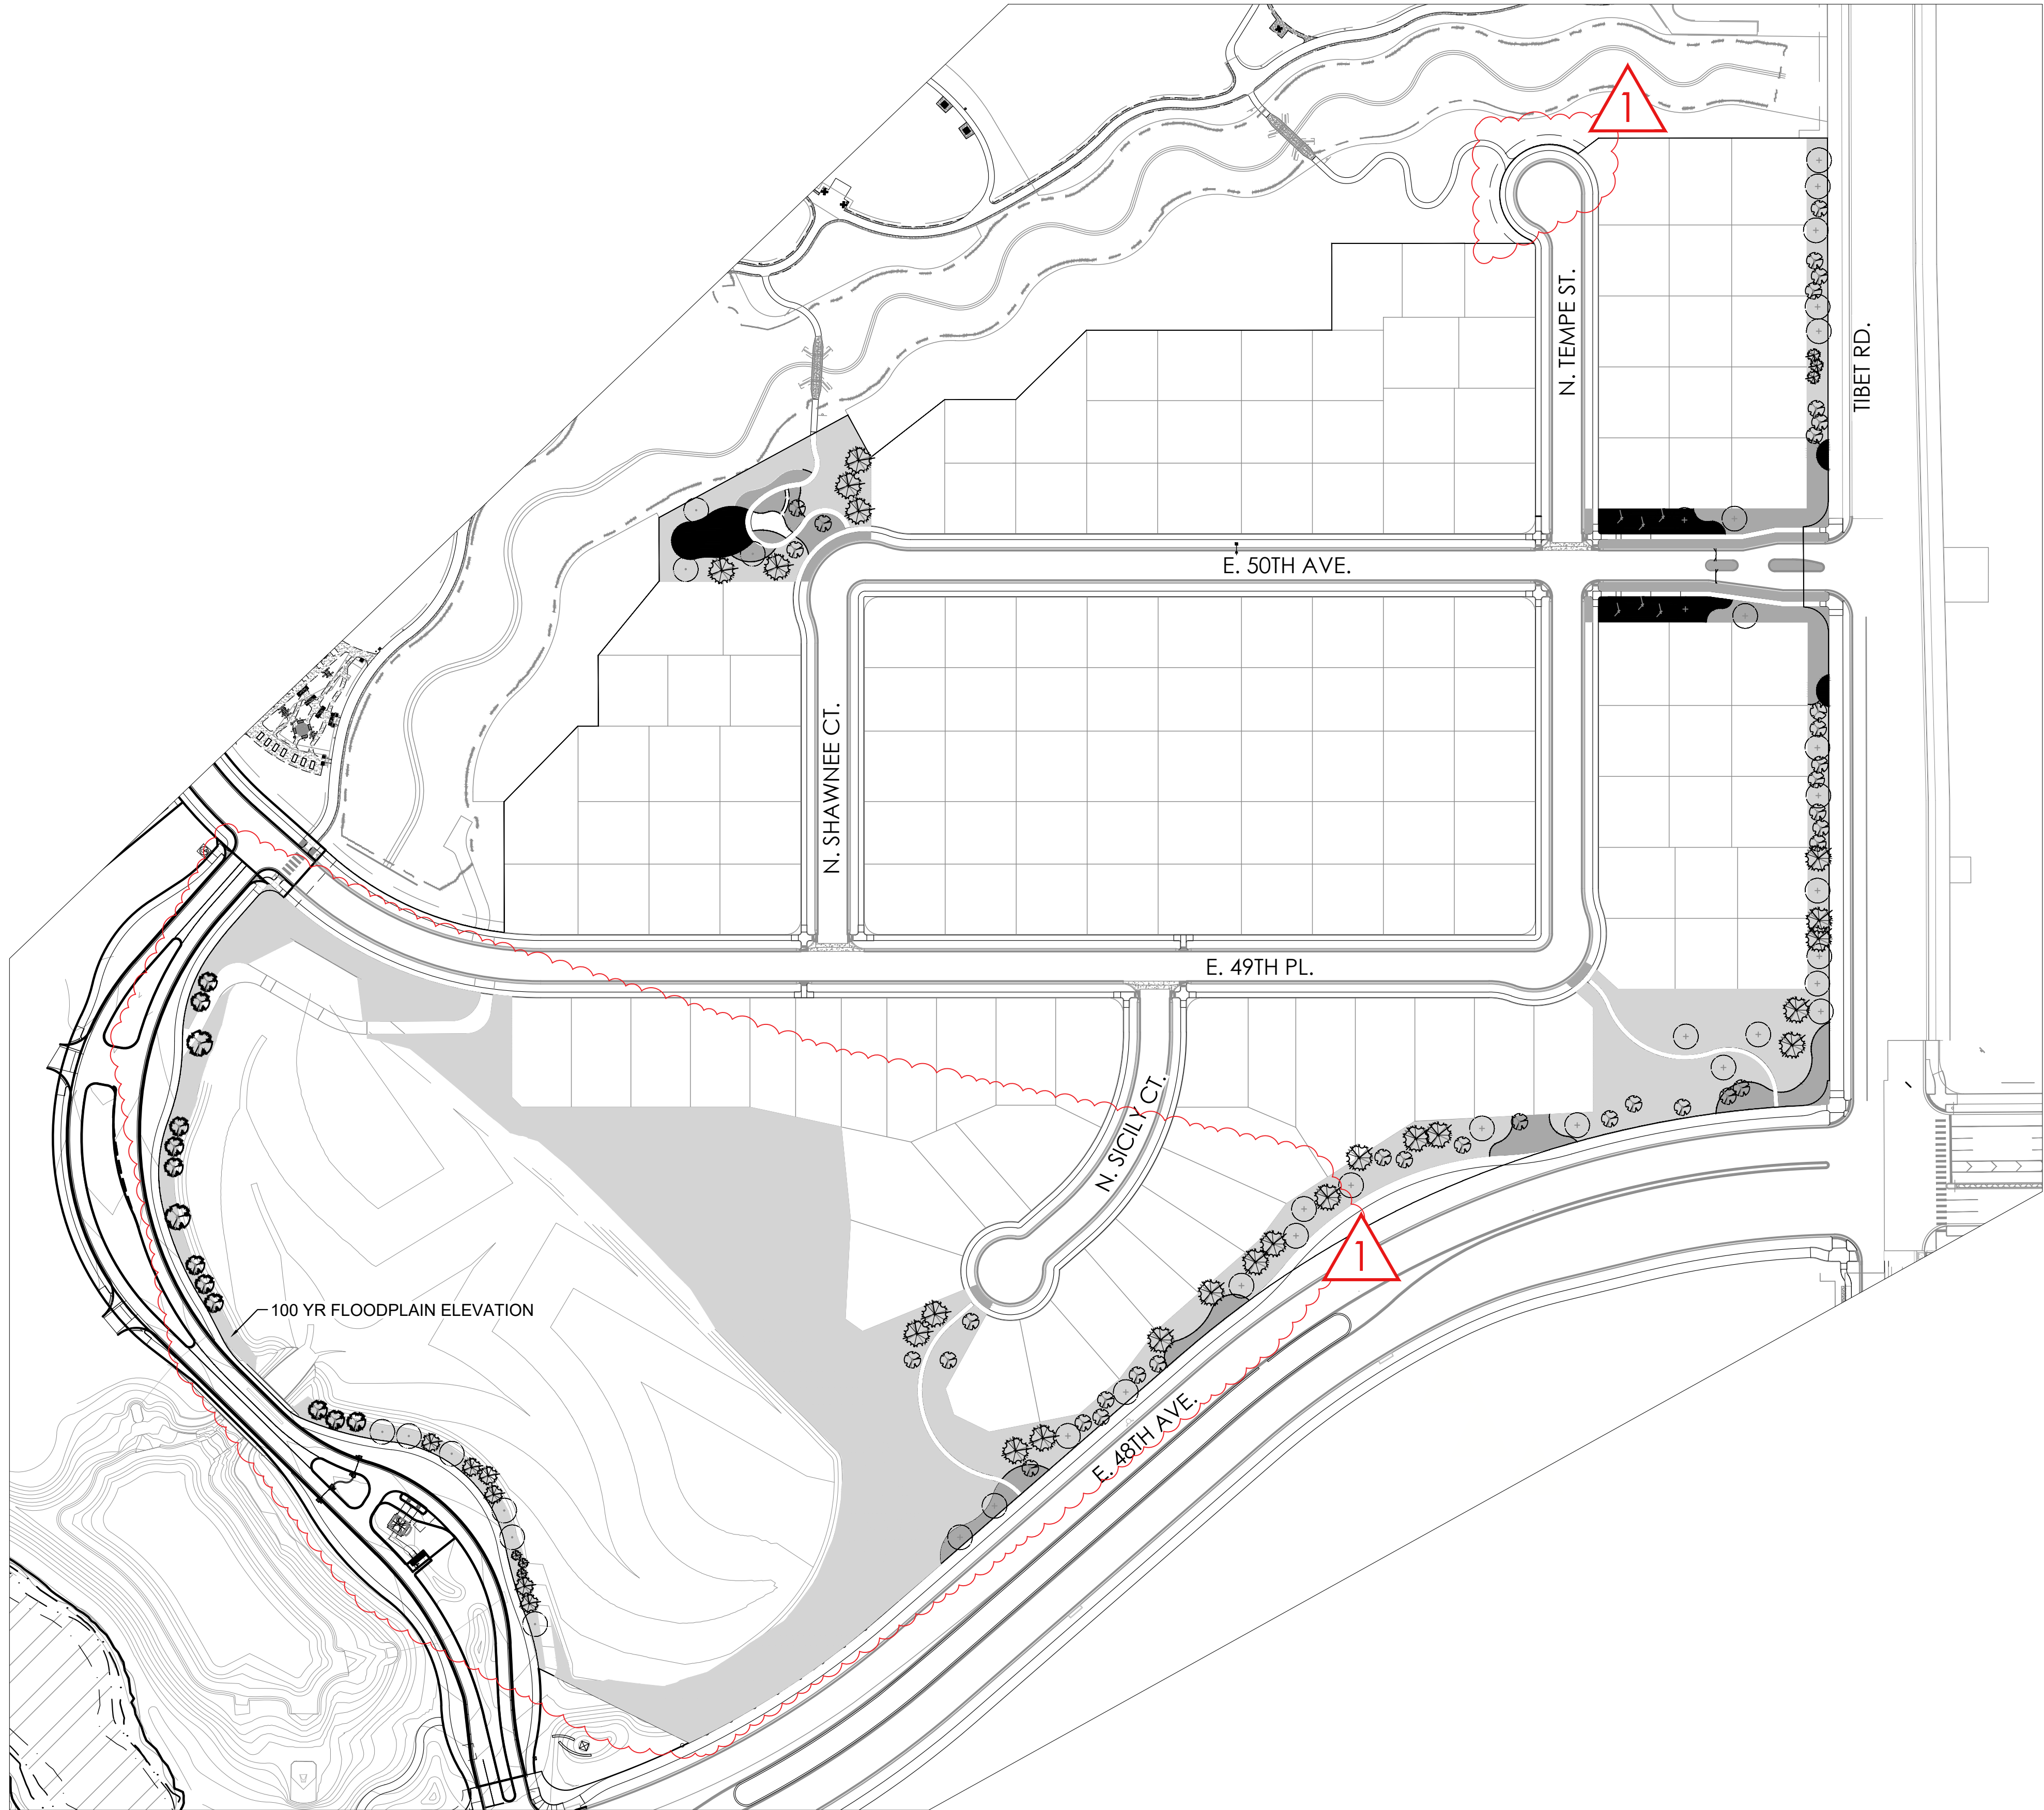 1
N. TEMPE ST.
TIBET RD.
E. 50TH AVE.
N. SHAWNEE CT.
E. 49TH PL.
N. SICILY CT.
1
100 YR FLOODPLAIN ELEVATION
E. 48TH AVE.